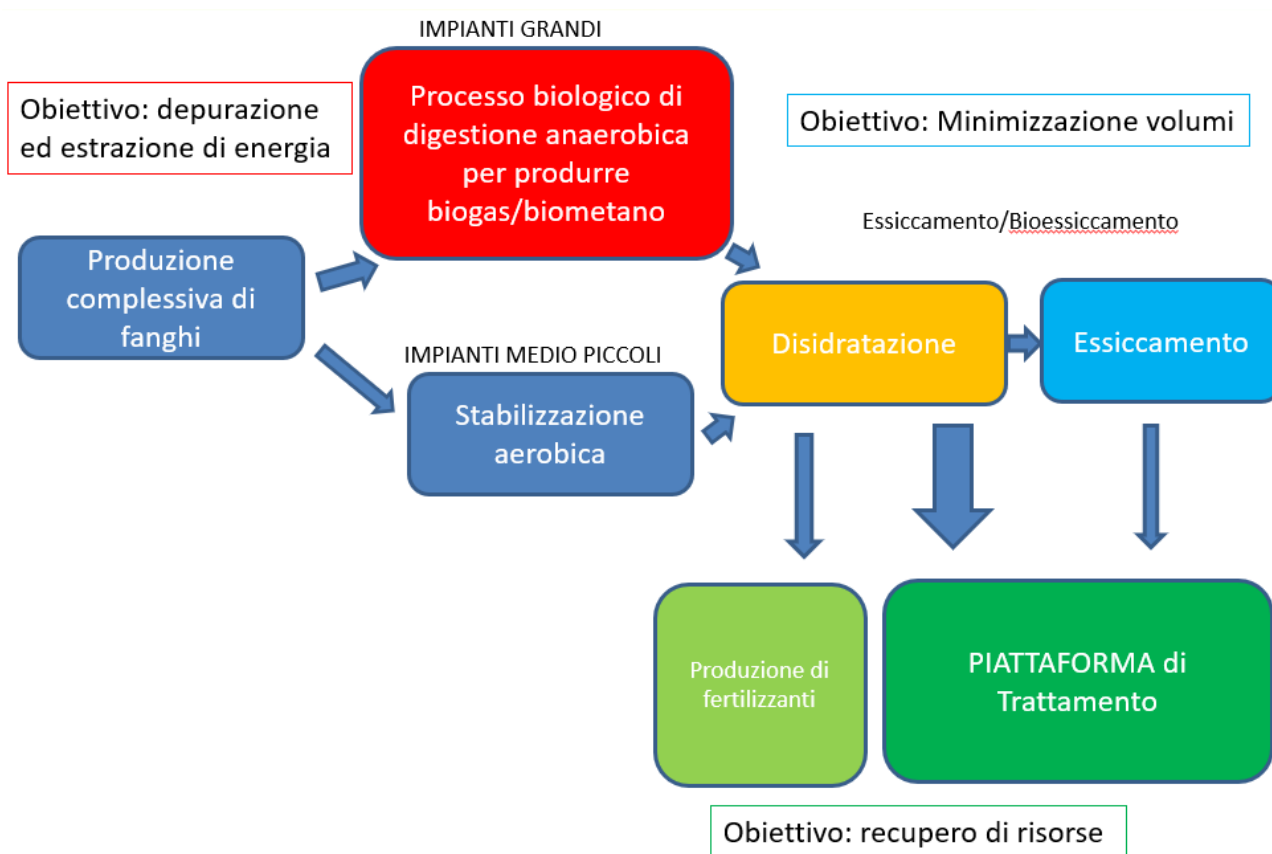 IMPIANTI GRANDI
Obiettivo: depurazione
ed estrazione di energia
Processo biologico di
digestione anaerobica
per produrre
biogas/biometano
Obiettivo: Minimizzazione volumi
Essiccamento/Bioessiccamento
Produzione
complessiva di
fanghi
IMPIANTI MEDIO PICCOLI
Stabilizzazione
aerobica
Disidratazione
Essiccamento
Produzione di
fertilizzanti
PIATTAFORMA di
Trattamento
Obiettivo: recupero di risorse